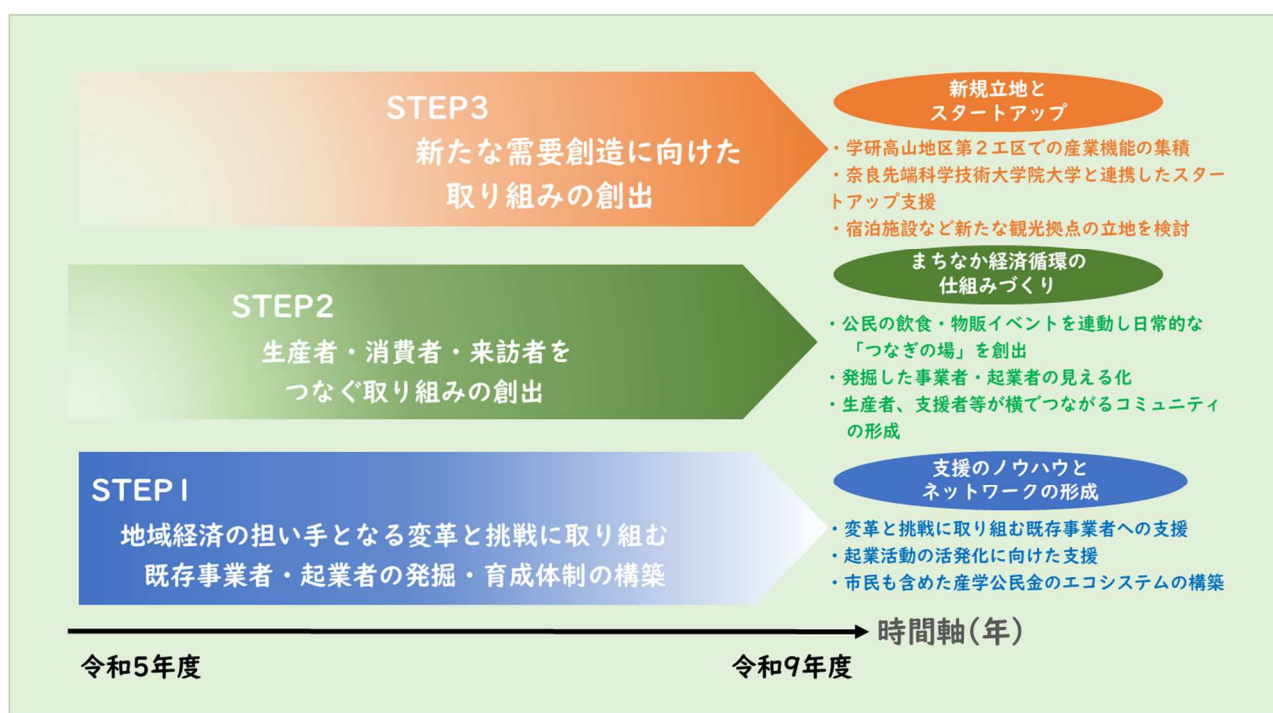 STEP3
新たな需要創造に向けた
取り組みの創出
新規立地と
スタートアップ
・学研高山地区第２工区での産業機能の集積
・奈良先端科学技術大学院大学と連携したスター
トアップ支援
・宿泊施設など新たな観光拠点の立地を検討
STEP2
生産者・消費者・来訪者を
つなぐ取り組みの創出
まちなか経済循環の
仕組みづくり
・公民の飲食・物販イベントを連動し日常的な
「つなぎの場」を創出
・発掘した事業者・起業者の見える化
・生産者、支援者等が横でつながるコミュニティ
の形成
STEP1
地域経済の担い手となる変革と挑戦に取り組む
既存事業者・起業者の発掘・育成体制の構築
支援のノウハウと
ネットワークの形成
・変革と挑戦に取り組む既存事業者への支援
・起業活動の活発化に向けた支援
・市民も含めた産学公民金のエコシステムの構築
時間軸(年)
令和5年度
令和9年度